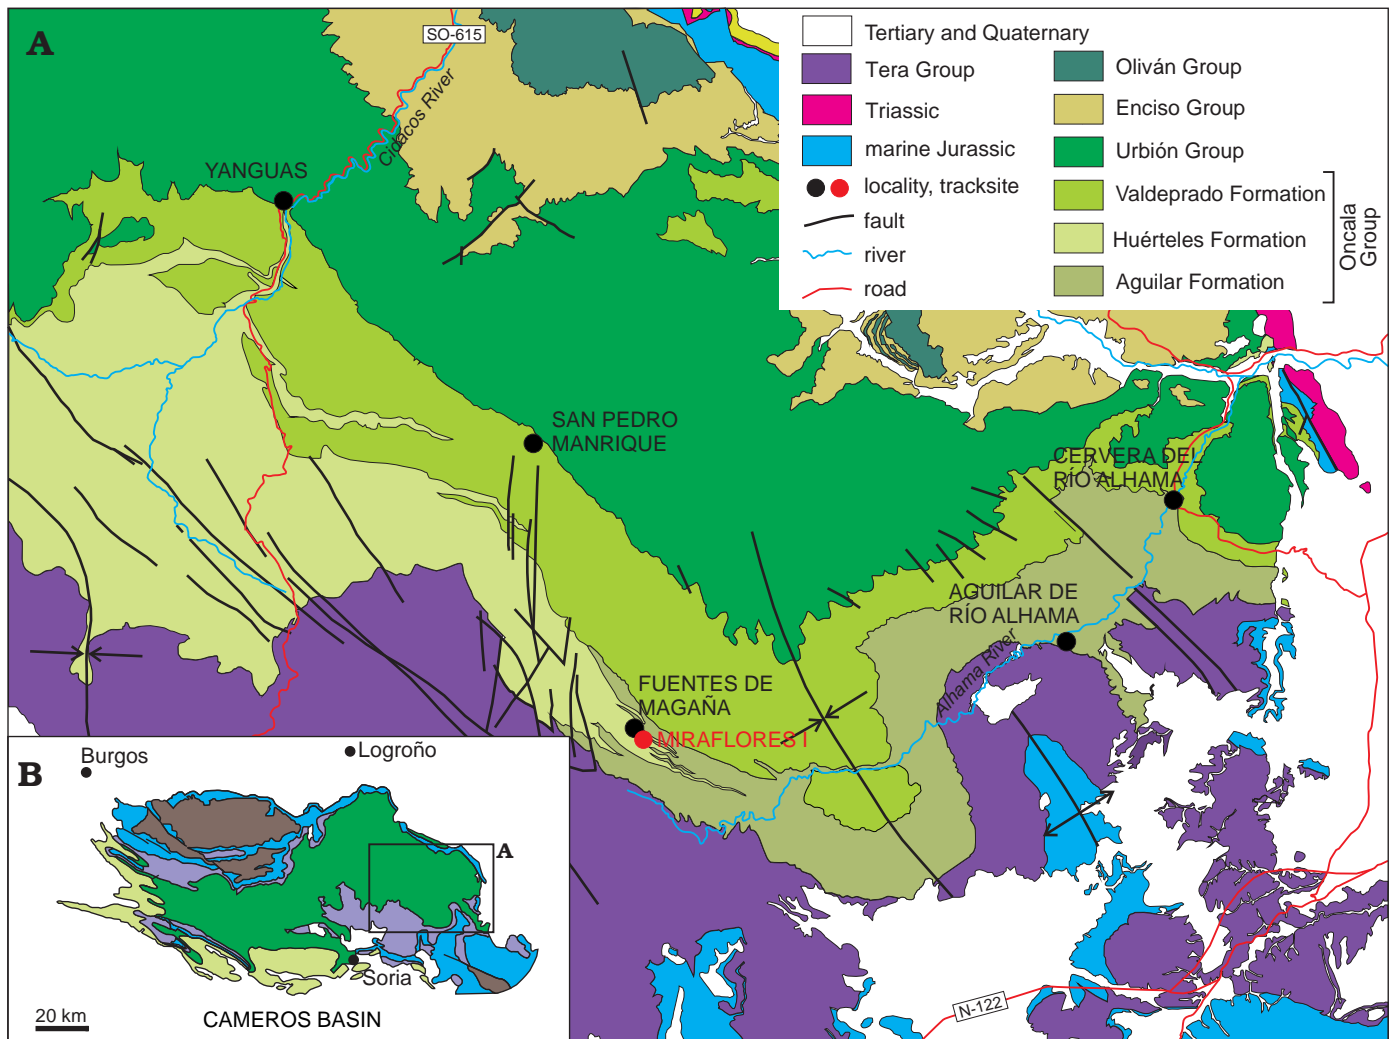 A
SO-615
Cidacos River
YANGUAS
SAN PEDRO
MANRIQUE
CERVERA DEL
RÍO ALHAMA
AGUILAR DE
RÍO ALHAMA
Alhama River
FUENTES DE
MAGAÑA
MIRAFLORES I
N-122
Tertiary and Quaternary
Tera Group
Triassic
marine Jurassic
locality, tracksite
fault
river
road
Oliván Group
Enciso Group
Urbión Group
Valdeprado Formation
Huérteles Formation
Aguilar Formation
Oncala
Group
B
Burgos
Logroño
A
Soria
20 km
CAMEROS BASIN